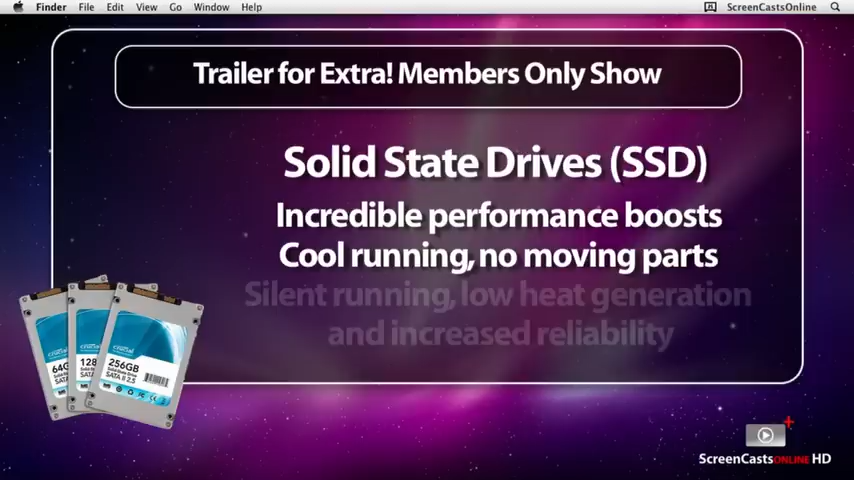 Finder File Edit View Go Window Help ScreenCastsOnline
Trailer for Extra! Members Only Show
Solid State Drives (SSD)
Incredible performance boosts
Cool running, no moving parts
Silent running, low heat generation
and increased reliability
crucial
256GB
SATA II 2.5
ScreenCastsONLINE HD